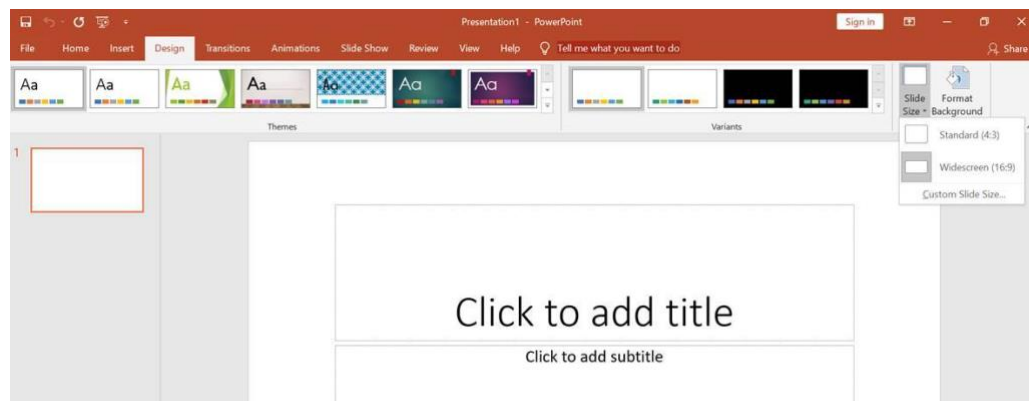 Presentation1 - PowerPoint
Sign in
File Home Insert Design Transitions Animations Slide Show Review View Help Tell me what you want to do Share
Aa Aa Aa Aa Aa Aa Aa
Slide Size
Format Background
Themes
Variants
Standard (4:3)
Widescreen (16:9)
Custom Slide Size...
1
Click to add title
Click to add subtitle